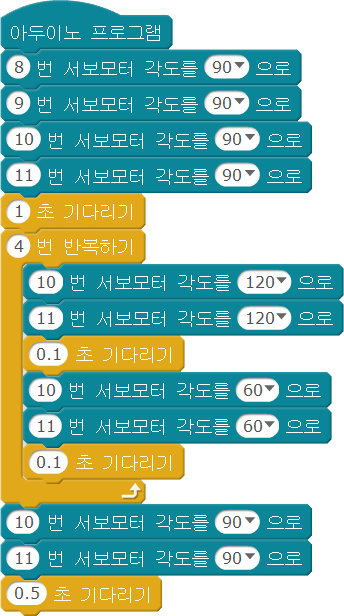 아두이노 프로그램
8 번 서보모터 각도를 90 으로
9 번 서보모터 각도를 90 으로
10 번 서보모터 각도를 90 으로
11 번 서보모터 각도를 90 으로
1 초 기다리기
4 번 반복하기
10 번 서보모터 각도를 120 으로
11 번 서보모터 각도를 120 으로
0.1 초 기다리기
10 번 서보모터 각도를 60 으로
11 번 서보모터 각도를 60 으로
0.1 초 기다리기
10 번 서보모터 각도를 90 으로
11 번 서보모터 각도를 90 으로
0.5 초 기다리기